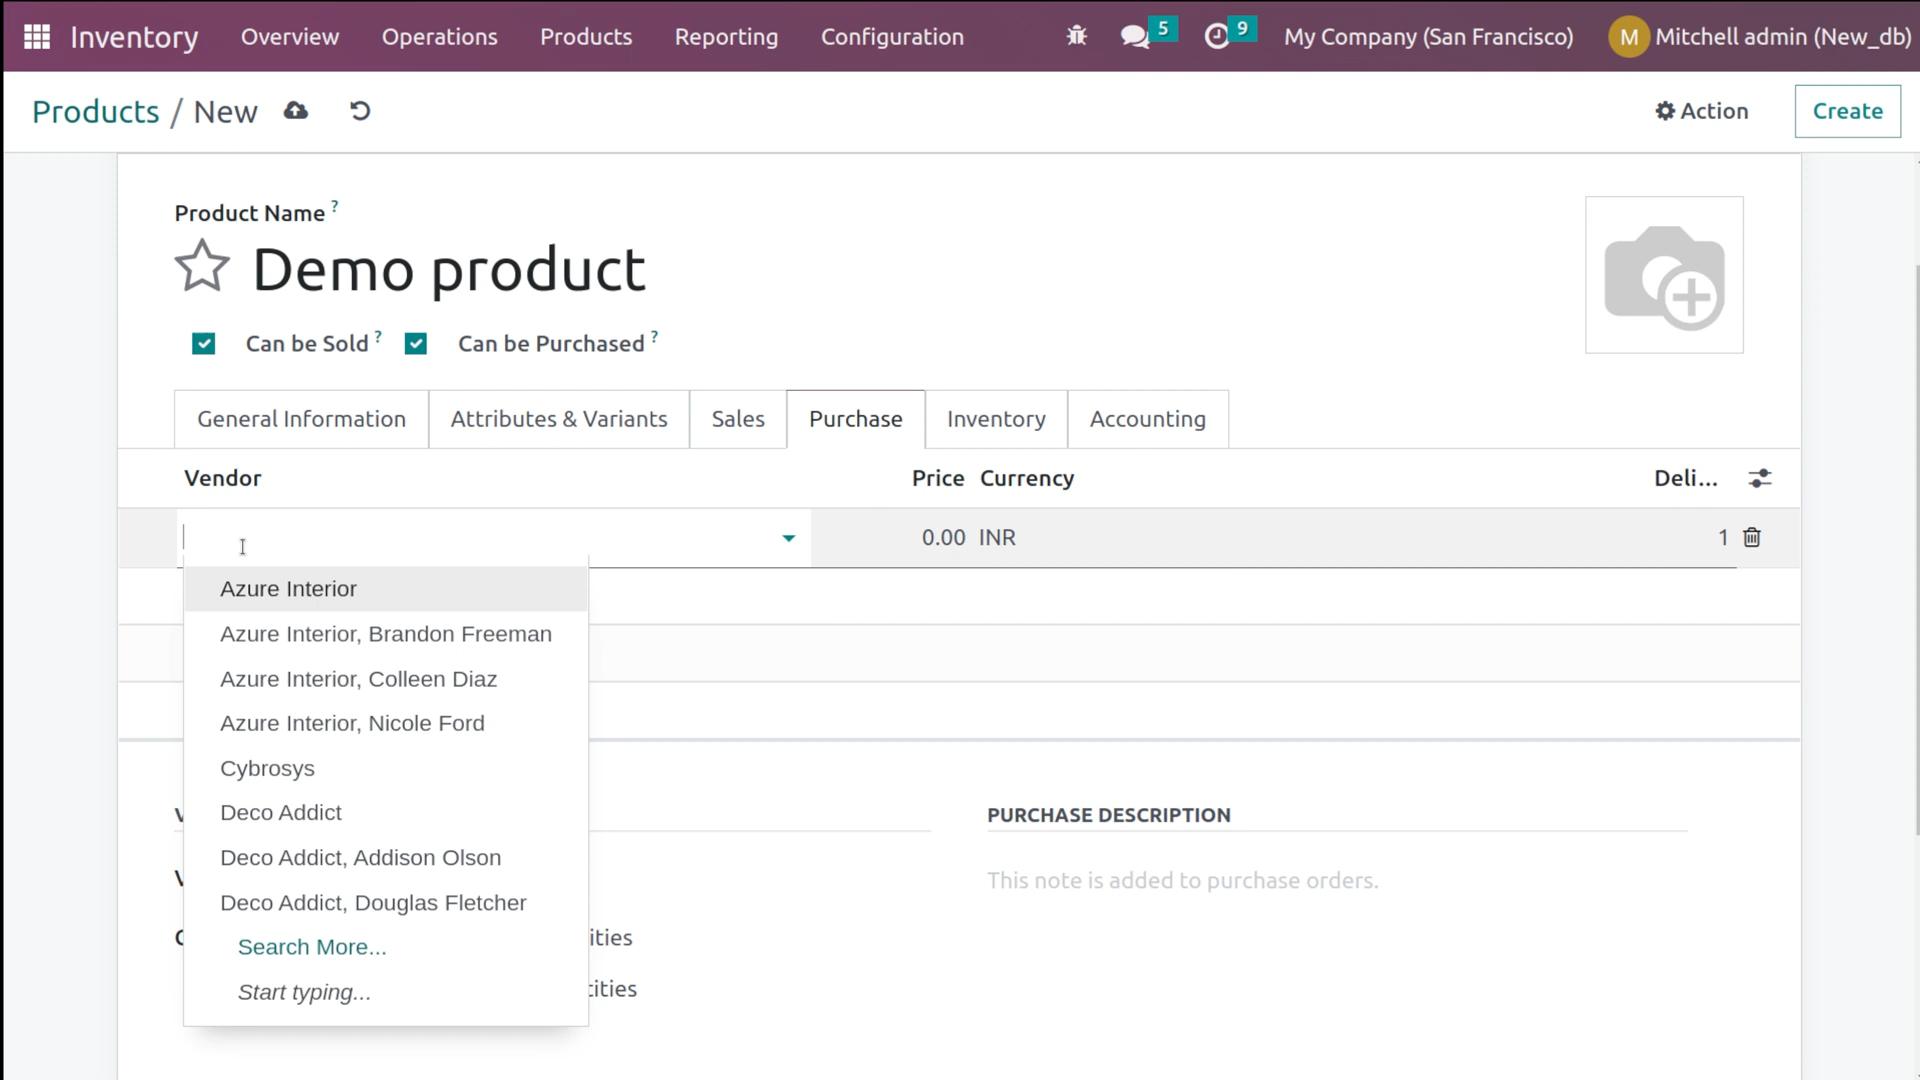 Inventory Overview Operations Products Reporting Configuration 5 9 My Company (San Francisco) M Mitchell admin (New_db)
Products / New Action Create
Product Name ?
Demo product
Can be Sold ? Can be Purchased ?
General Information Attributes & Variants Sales Purchase Inventory Accounting
Vendor Price Currency Deli...
0.00 INR 1
Azure Interior
Azure Interior, Brandon Freeman
Azure Interior, Colleen Diaz
Azure Interior, Nicole Ford
Cybrosys
Deco Addict
Deco Addict, Addison Olson
Deco Addict, Douglas Fletcher
Search More...
Start typing...
PURCHASE DESCRIPTION
This note is added to purchase orders.